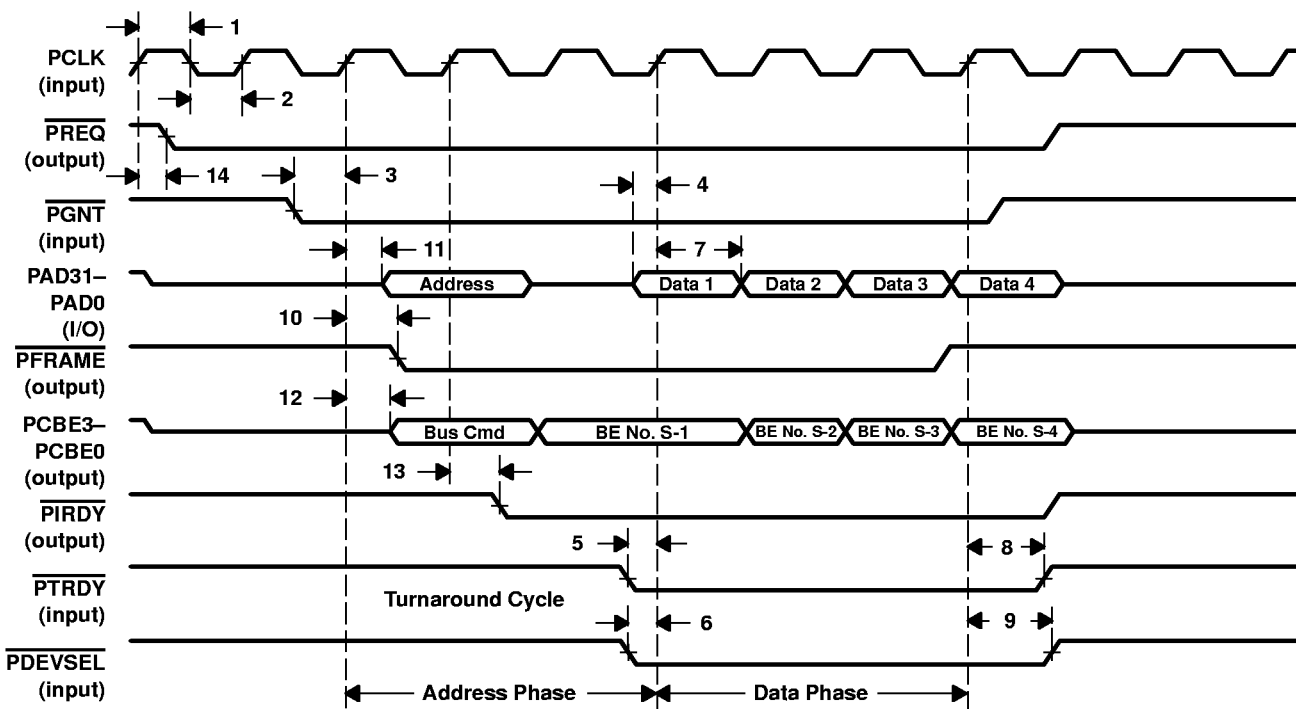 1
PCLK
(input)
2
PREQ
(output)
14
3
4
PGNT
(input)
11
7
PAD31–
PAD0
(I/O)
Address
Data 1
Data 2
Data 3
Data 4
10
PFRAME
(output)
12
PCBE3–
PCBE0
(output)
Bus Cmd
BE No. S-1
BE No. S-2
BE No. S-3
BE No. S-4
13
PIRDY
(output)
5
8
PTRDY
(input)
Turnaround Cycle
6
9
PDEVSEL
(input)
Address Phase
Data Phase